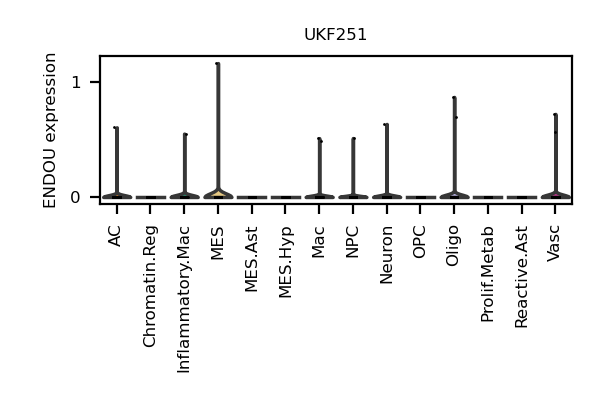 UKF251
ENDOU expression
1
0
AC
Chromatin.Reg
Inflammatory.Mac
MES
MES.Ast
MES.Hyp
Mac
NPC
Neuron
OPC
Oligo
Prolif.Metab
Reactive.Ast
Vasc